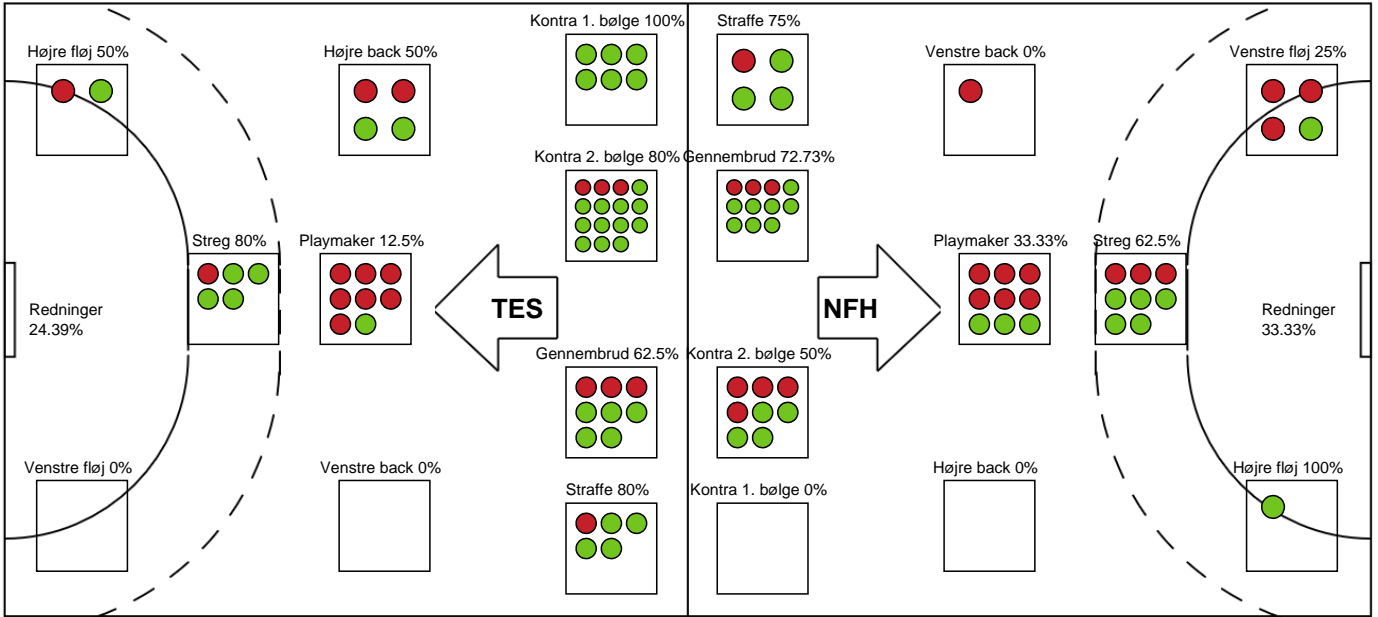 Kontra 1. bølge 100%
Straffe 75%
Højre fløj 50%
Højre back 50%
Venstre back 0%
Venstre fløj 25%
Kontra 2. bølge 80%
Gennembrud 72.73%
Streg 80%
Playmaker 12.5%
Playmaker 33.33%
Streg 62.5%
Redninger
24.39%
TES
NFH
Redninger
33.33%
Gennembrud 62.5%
Kontra 2. bølge 50%
Venstre fløj 0%
Venstre back 0%
Straffe 80%
Kontra 1. bølge 0%
Højre back 0%
Højre fløj 100%